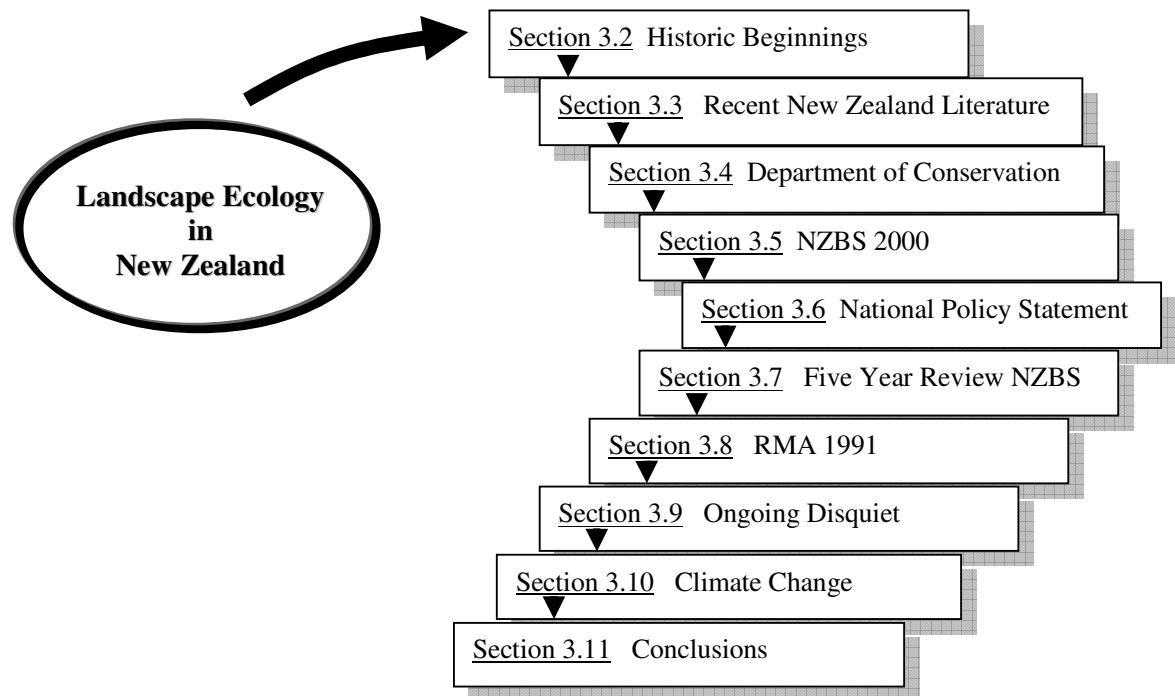 Landscape Ecology
in
New Zealand
Section 3.2 Historic Beginnings
Section 3.3 Recent New Zealand Literature
Section 3.4 Department of Conservation
Section 3.5 NZBS 2000
Section 3.6 National Policy Statement
Section 3.7 Five Year Review NZBS
Section 3.8 RMA 1991
Section 3.9 Ongoing Disquiet
Section 3.10 Climate Change
Section 3.11 Conclusions